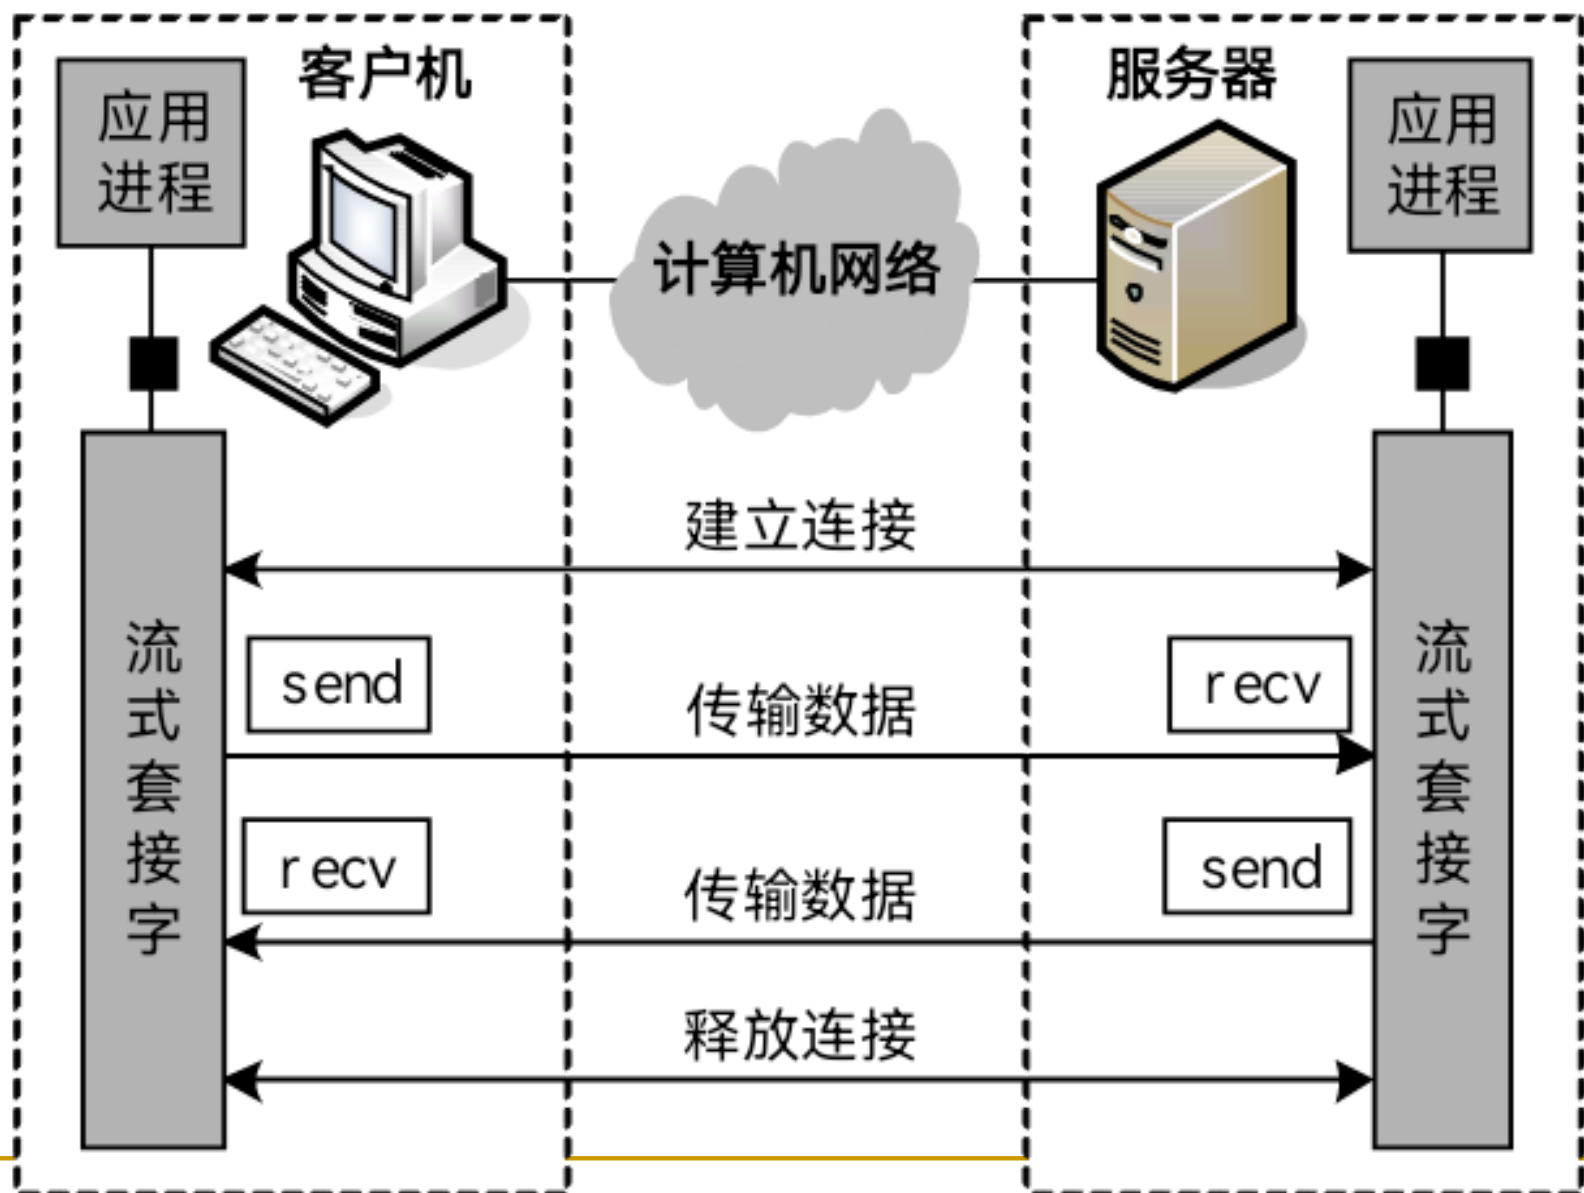 客户机
应用
进程
服务器
应用
进程
计算机网络
建立连接
send
传输数据
recv
recv
传输数据
send
释放连接
流式套接字
流式套接字